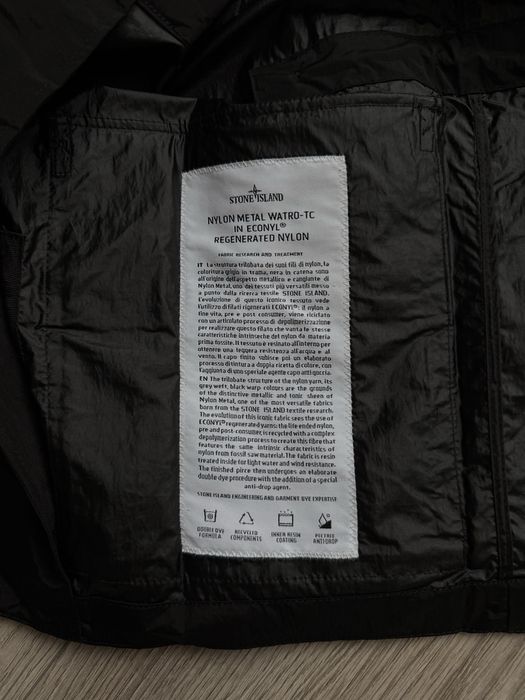 STONE ISLAND
NYLON METAL WATRO-TC
IN ECONYL®
REGENERATED NYLON
FABRIC RESEARCH AND TREATMENT
IT La struttura trilobata dei suoi fili di nylon, la
coloritura grigio in trama, nera in catena sono
all'origine dell'aspetto metallico e cangiante di
Nylon Metal, uno dei tessuti più versatili messo
a punto dalla ricerca tessile STONE ISLAND.
L'evoluzione di questo iconico tessuto vede
l'utilizzo di filati rigenerati ECONYL®: il nylon a
fine vita, pre e post consumer, viene riciclato
con un articolato processo di depolimerizzazione
per realizzare questo filato che vanta le stesse
caratteristiche intrinseche del nylon da materia
prima fossile. Il tessuto è resinato all'interno per
ottenere una leggera resistenza all'acqua e al
vento. Il capo finito subisce poi un elaborato
processo di tintura a doppia ricetta di colore, con
l'aggiunta di uno speciale agente capo anti goccia.
EN The trilobate structure of the nylon yarn, its
grey weft, black warp colours are the grounds
of the distinctive metallic and tonic sheen of
Nylon Metal, one of the most versatile fabrics
born from the STONE ISLAND textile research.
The evolution of this iconic fabric sees the use of
ECONYL® regenerated yarns: the life ended nylon,
pre and post-consumer, is recycled with a complex
depolymerization process to create this fibre that
features the same intrinsic characteristics of
nylon from fossil saw material. The fabric is resin
treated inside for light water and wind resistance.
The finished pirce then undergoes an elaborate
double dye procedure with the addition of a special
anti-drop agent.
STONE ISLAND ENGINEERING AND GARMENT DYE EXPERTISE
DOUBLE DYE RECYCLED INNER RESIN
FORMULA COMPONENTS COATING ANTI DROP